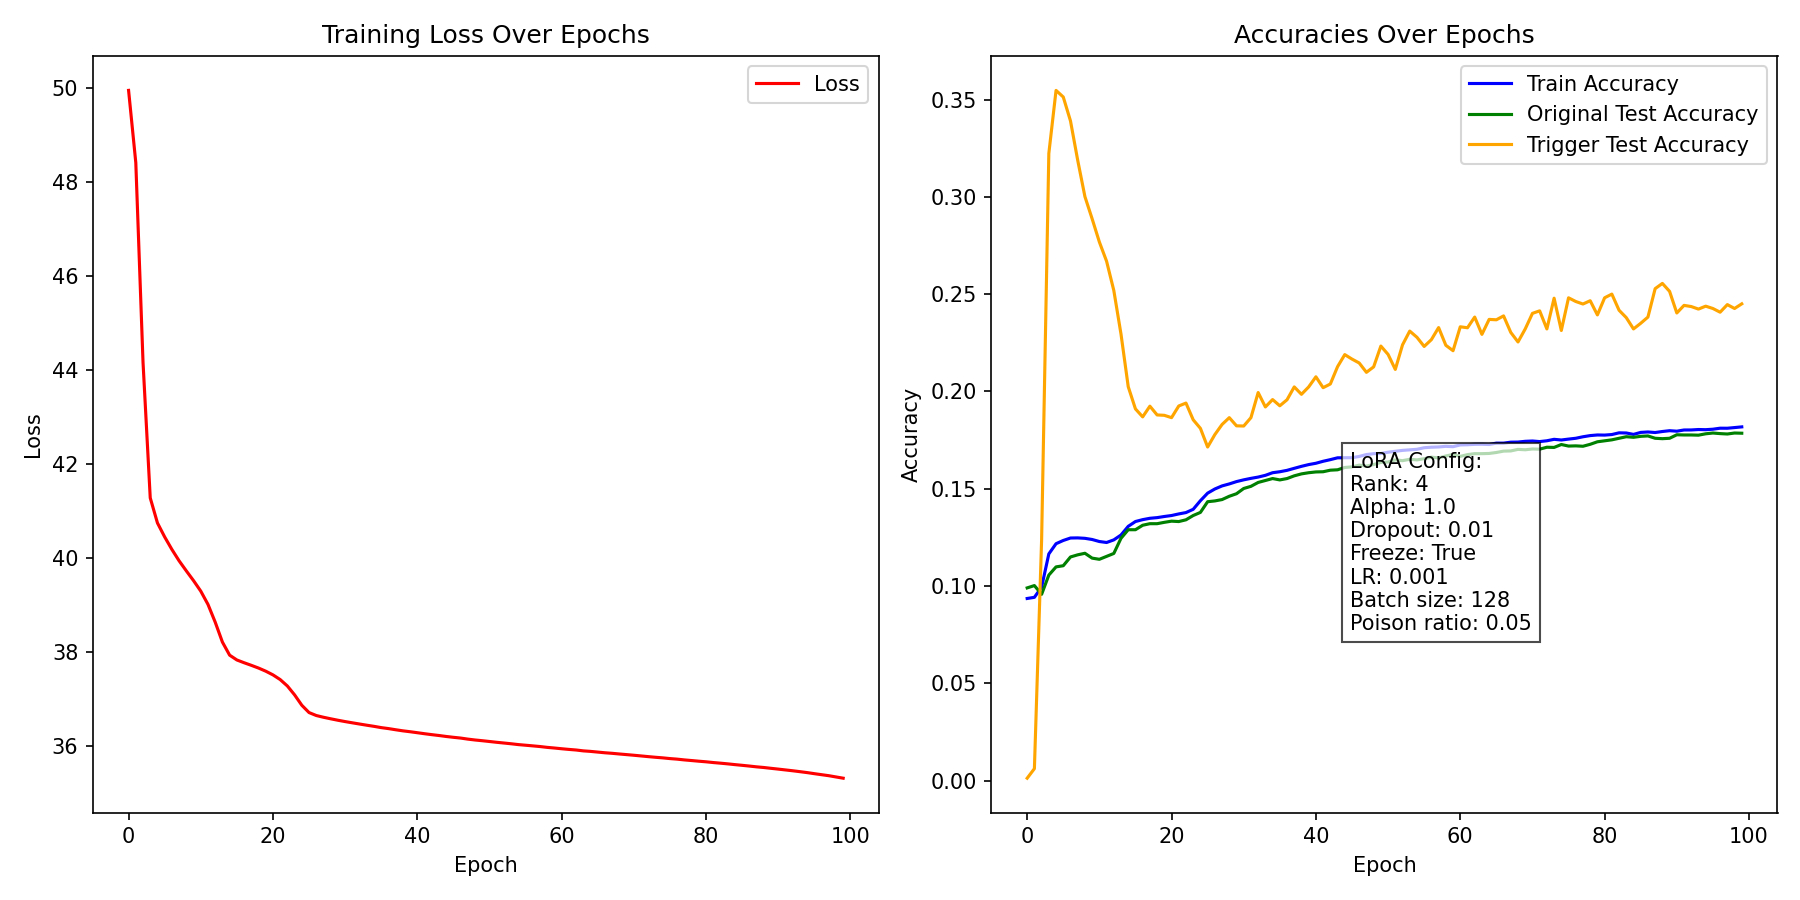 Training Loss Over Epochs
Loss
50
48
46
44
42
40
38
36
Loss
0 20 40 60 80 100
Epoch
Accuracies Over Epochs
Train Accuracy
Original Test Accuracy
Trigger Test Accuracy
0.35
0.30
0.25
0.20
0.15
0.10
0.05
0.00
Accuracy
LoRA Config:
Rank: 4
Alpha: 1.0
Dropout: 0.01
Freeze: True
LR: 0.001
Batch size: 128
Poison ratio: 0.05
0 20 40 60 80 100
Epoch